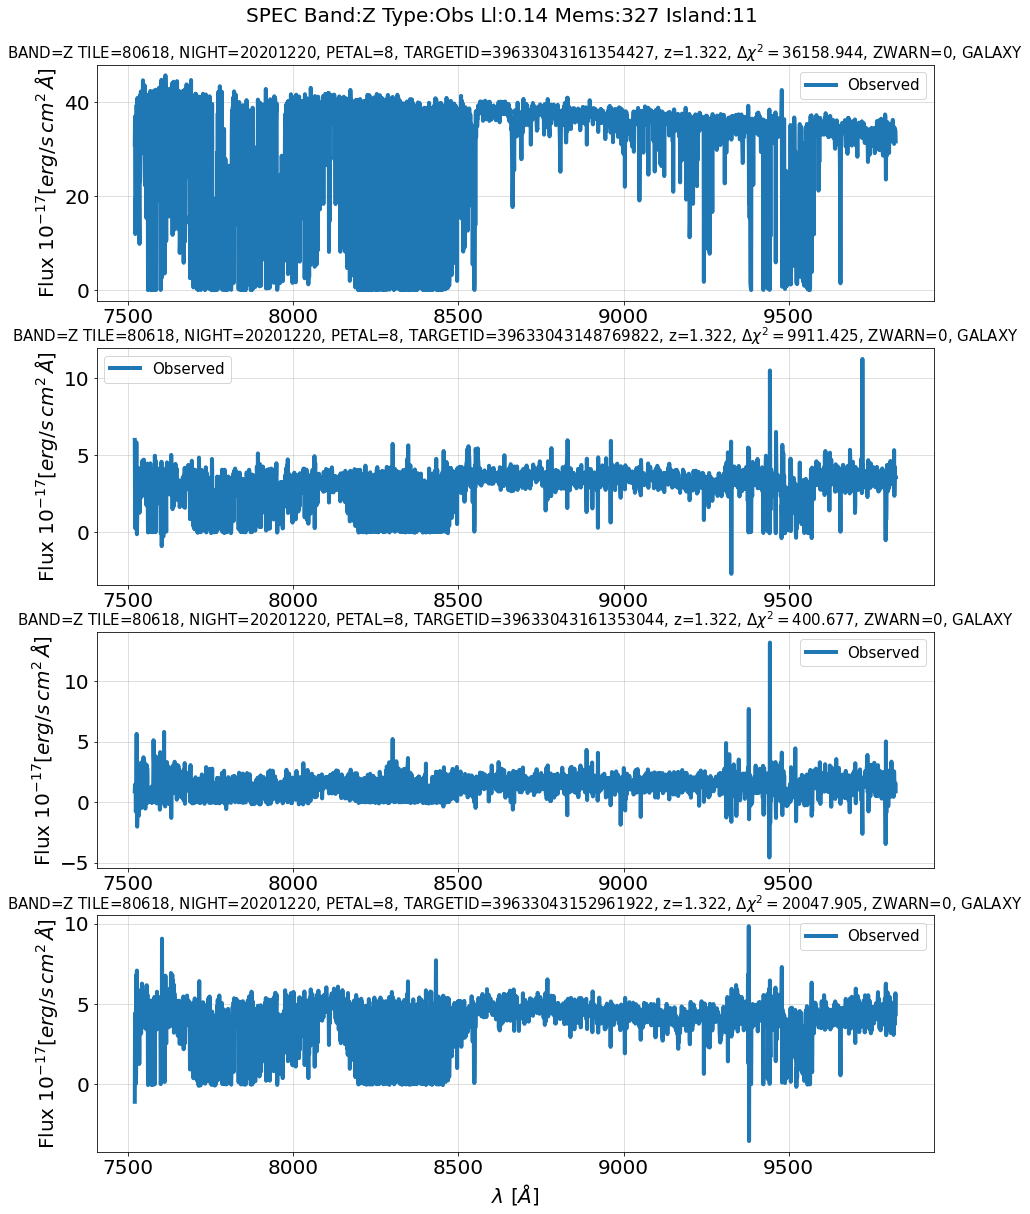 SPEC Band:Z Type:Obs Ll:0.14 Mems:327 Island:11
BAND=Z TILE=80618, NIGHT=20201220, PETAL=8, TARGETID=39633043161354427, z=1.322, Δχ²=36158.944, ZWARN=0, GALAXY
Flux 10⁻¹⁷[erg/s cm² Å]
Observed
40
20
0
7500 8000 8500 9000 9500
BAND=Z TILE=80618, NIGHT=20201220, PETAL=8, TARGETID=39633043148769822, z=1.322, Δχ²=9911.425, ZWARN=0, GALAXY
Flux 10⁻¹⁷[erg/s cm² Å]
Observed
10
5
0
7500 8000 8500 9000 9500
BAND=Z TILE=80618, NIGHT=20201220, PETAL=8, TARGETID=39633043161353044, z=1.322, Δχ²=400.677, ZWARN=0, GALAXY
Flux 10⁻¹⁷[erg/s cm² Å]
Observed
10
5
0
−5
7500 8000 8500 9000 9500
BAND=Z TILE=80618, NIGHT=20201220, PETAL=8, TARGETID=39633043152961922, z=1.322, Δχ²=20047.905, ZWARN=0, GALAXY
Flux 10⁻¹⁷[erg/s cm² Å]
Observed
10
5
0
7500 8000 8500 9000 9500
λ [Å]